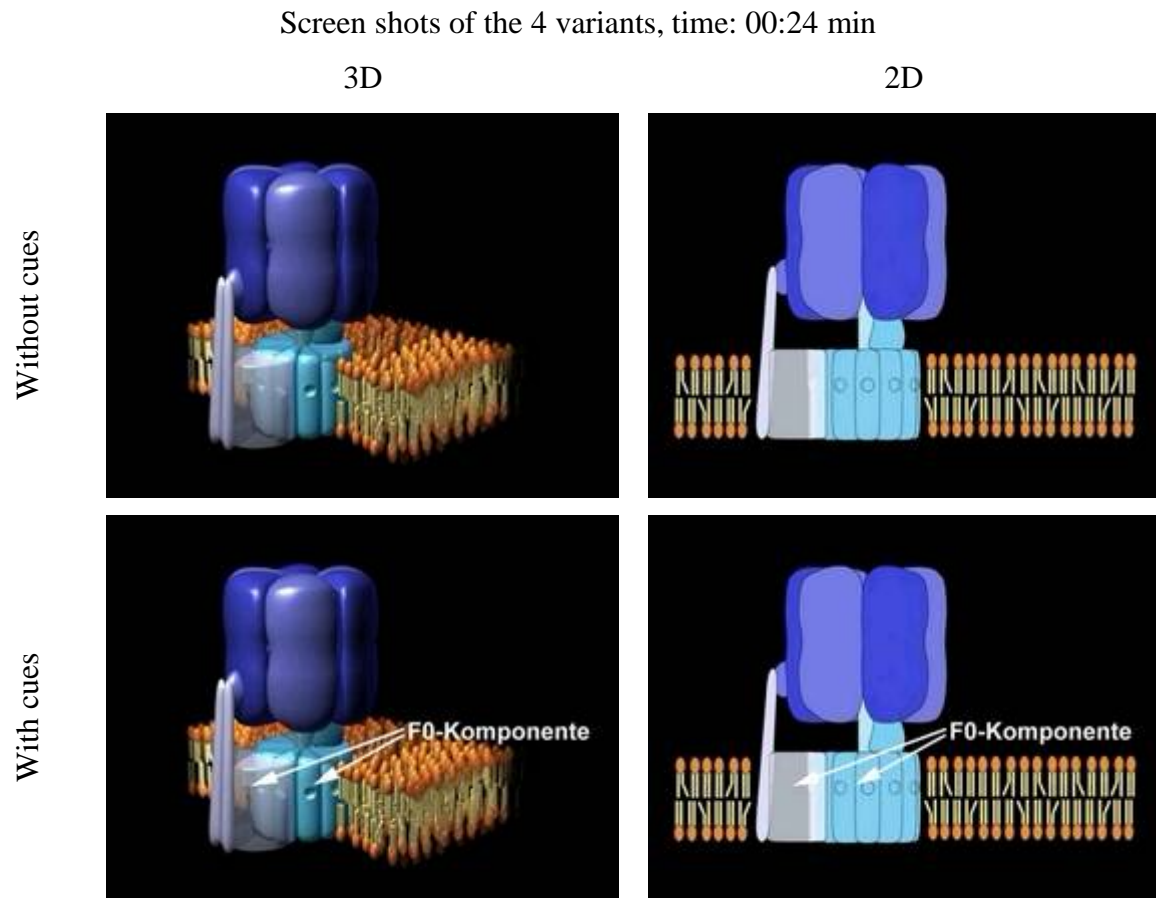 Screen shots of the 4 variants, time: 00:24 min
3D
2D
Without cues
With cues
F0-Komponente
F0-Komponente